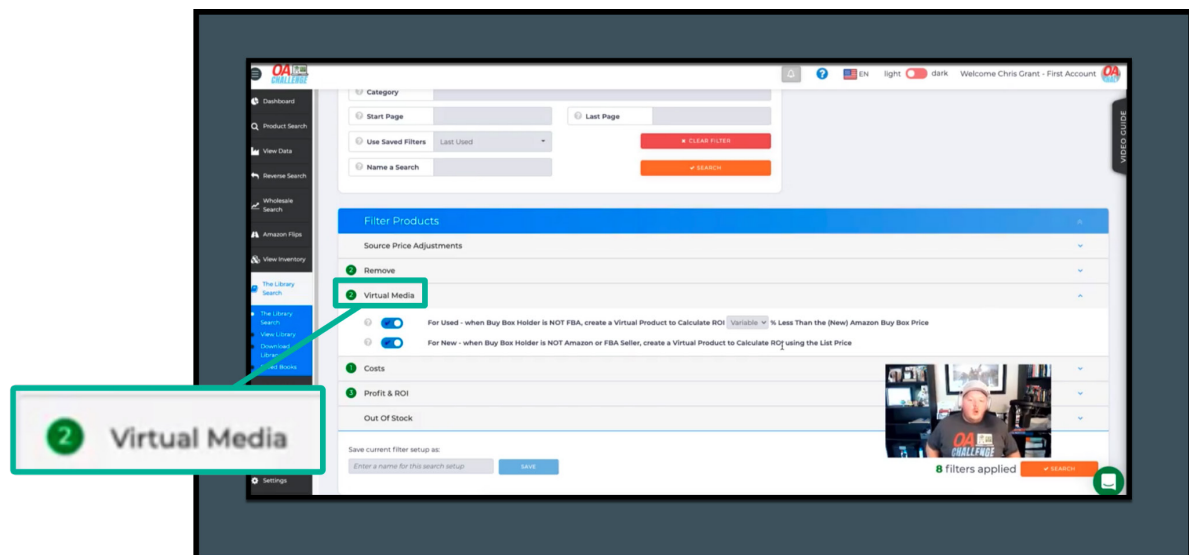 OA
CHALLENGE
EN light dark Welcome Chris Grant - First Account OA
Dashboard
Product Search
View Data
Reverse Search
Wholesale
Search
Amazon Flips
View Inventory
The Library
Search
The Library
Search
View Library
Download
Library
Books
Settings
Category
Start Page
Last Page
Use Saved Filters Last Used
× CLEAR FILTER
Name a Search
✔ SEARCH
VIDEO GUIDE
Filter Products
Source Price Adjustments
2 Remove
2 Virtual Media
For Used - when Buy Box Holder is NOT FBA, create a Virtual Product to Calculate ROI Variable % Less Than the (New) Amazon Buy Box Price
For New - when Buy Box Holder is NOT Amazon or FBA Seller, create a Virtual Product to Calculate ROI using the List Price
1 Costs
3 Profit & ROI
Out Of Stock
Save current filter setup as:
Enter a name for this search setup SAVE
OA
CHALLENGE
8 filters applied ✔ SEARCH
2 Virtual Media